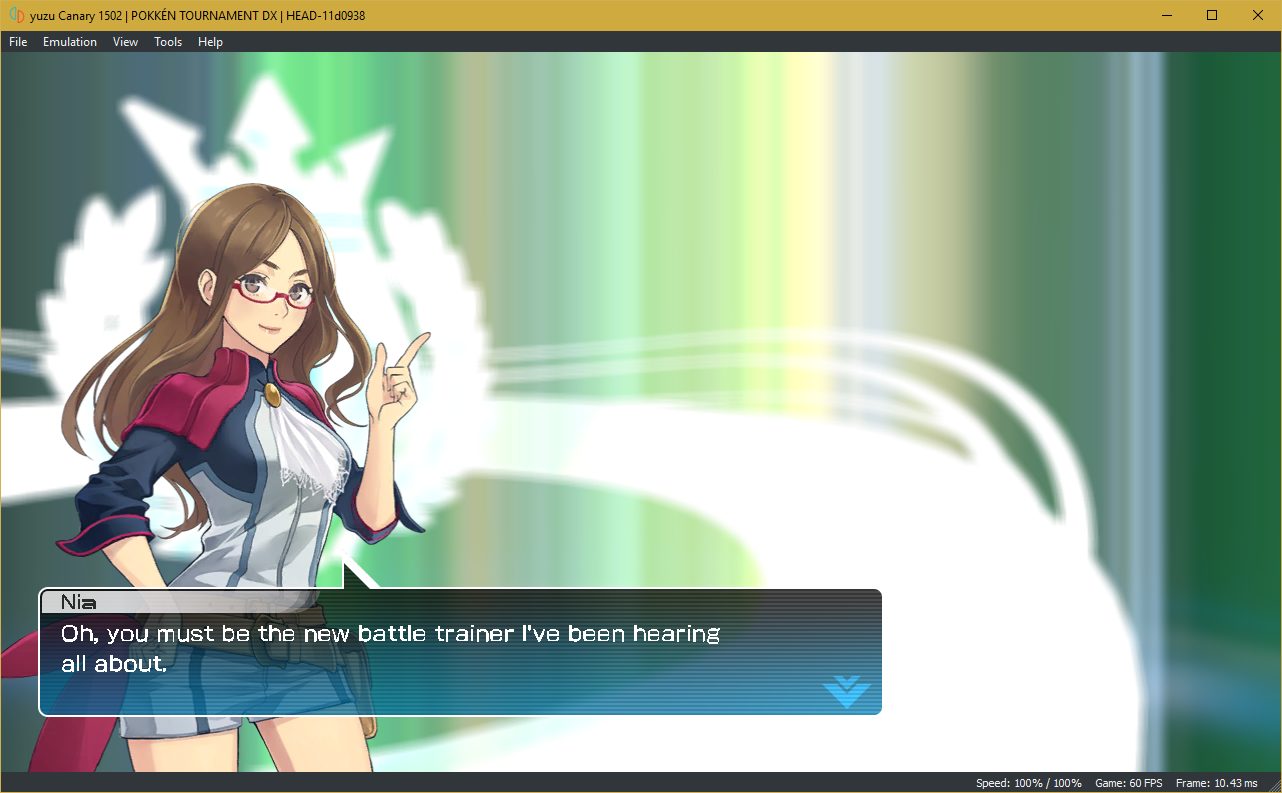 yuzu Canary 1502 | POKKÉN TOURNAMENT DX | HEAD-11d0938
File Emulation View Tools Help
Nia
Oh, you must be the new battle trainer I've been hearing
all about.
Speed: 100% / 100% Game: 60 FPS Frame: 10.43 ms